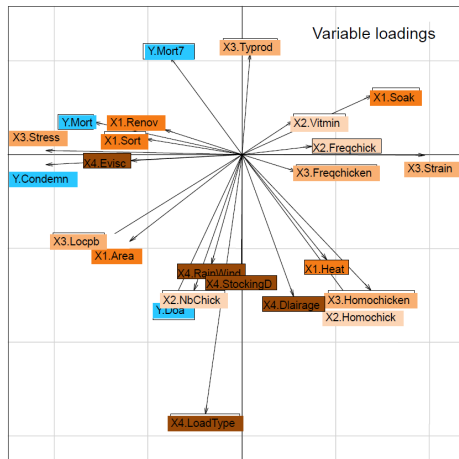 Variable loadings
X3.Typrod
Y.Mort7
X1.Soak
Y.Mort
X1.Renov
X2.Vitmin
X3.Stress
X1.Sort
X2.Freqchick
X4.Evisc
X3.Strain
Y.Condemn
X3.Freqchicken
X3.Locpb
X1.Area
X4.RainWind
X1.Heat
X4.StockingD
X2.NbChick
X4.Dlairage
X3.Homochicken
Y.Doa
X2.Homochick
X4.LoadType